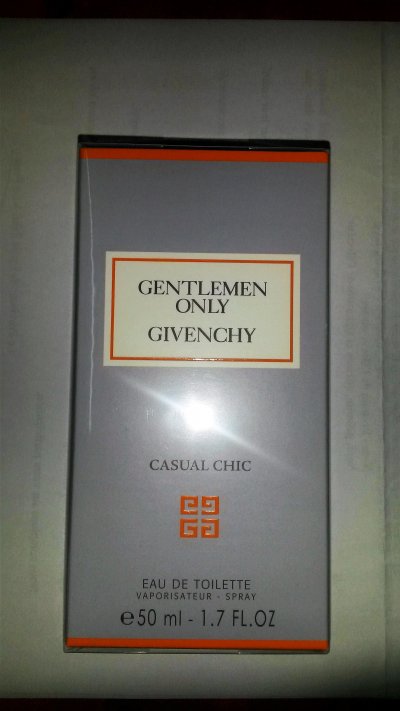 GENTLEMEN
ONLY
GIVENCHY
CASUAL CHIC
EAU DE TOILETTE
VAPORISATEUR - SPRAY
℮50 ml - 1.7 FL.OZ